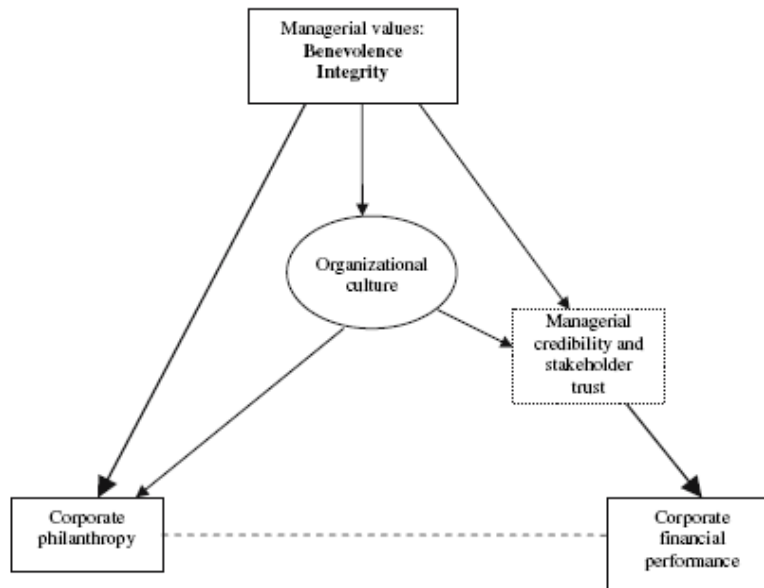 Managerial values:
Benevolence
Integrity
Organizational
culture
Managerial
credibility and
stakeholder
trust
Corporate
philanthropy
Corporate
financial
performance